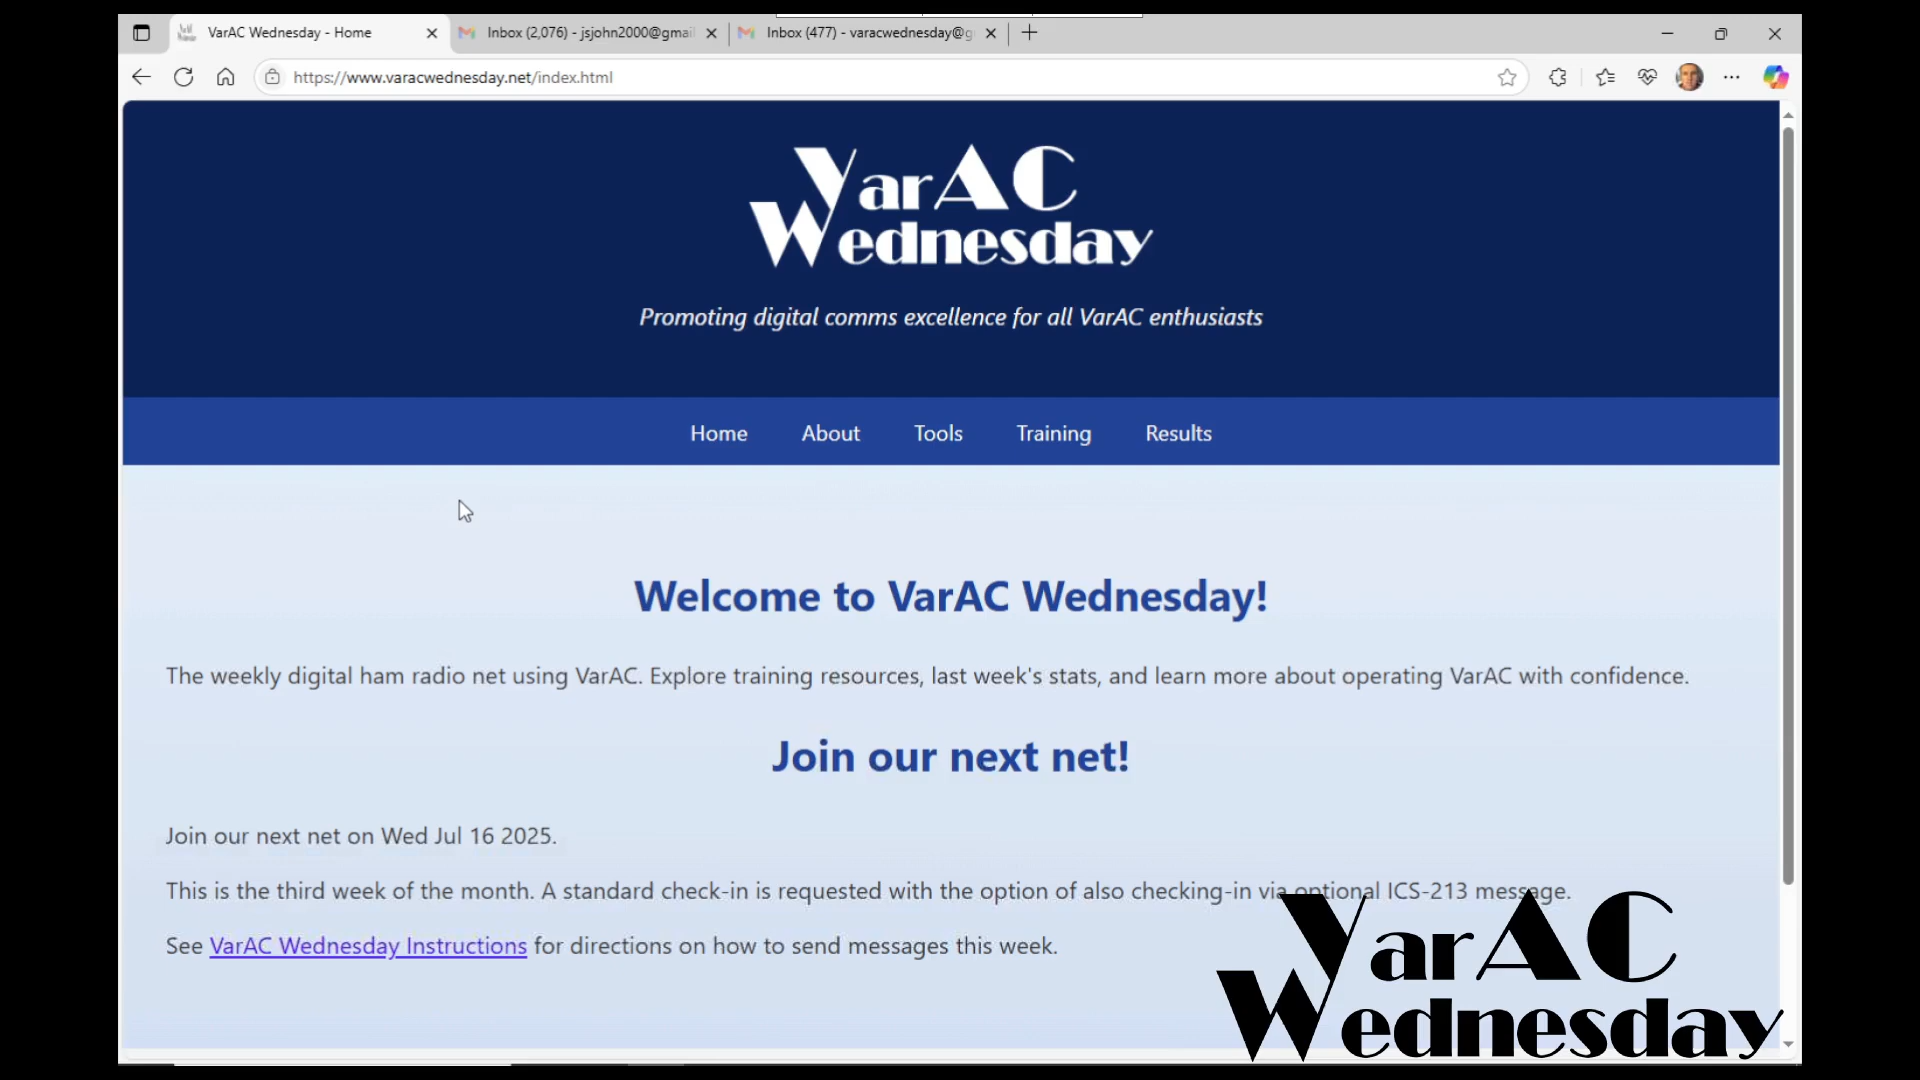 VarAC Wednesday - Home
Inbox (2,076) - jsjohn2000@gmail
Inbox (477) - varacwednesday@g
https://www.varacwednesday.net/index.html
VarAC
Wednesday
Promoting digital comms excellence for all VarAC enthusiasts
Home
About
Tools
Training
Results
Welcome to VarAC Wednesday!
The weekly digital ham radio net using VarAC. Explore training resources, last week's stats, and learn more about operating VarAC with confidence.
Join our next net!
Join our next net on Wed Jul 16 2025.
This is the third week of the month. A standard check-in is requested with the option of also checking-in via optional ICS-213 message.
See VarAC Wednesday Instructions for directions on how to send messages this week.
VarAC
Wednesday